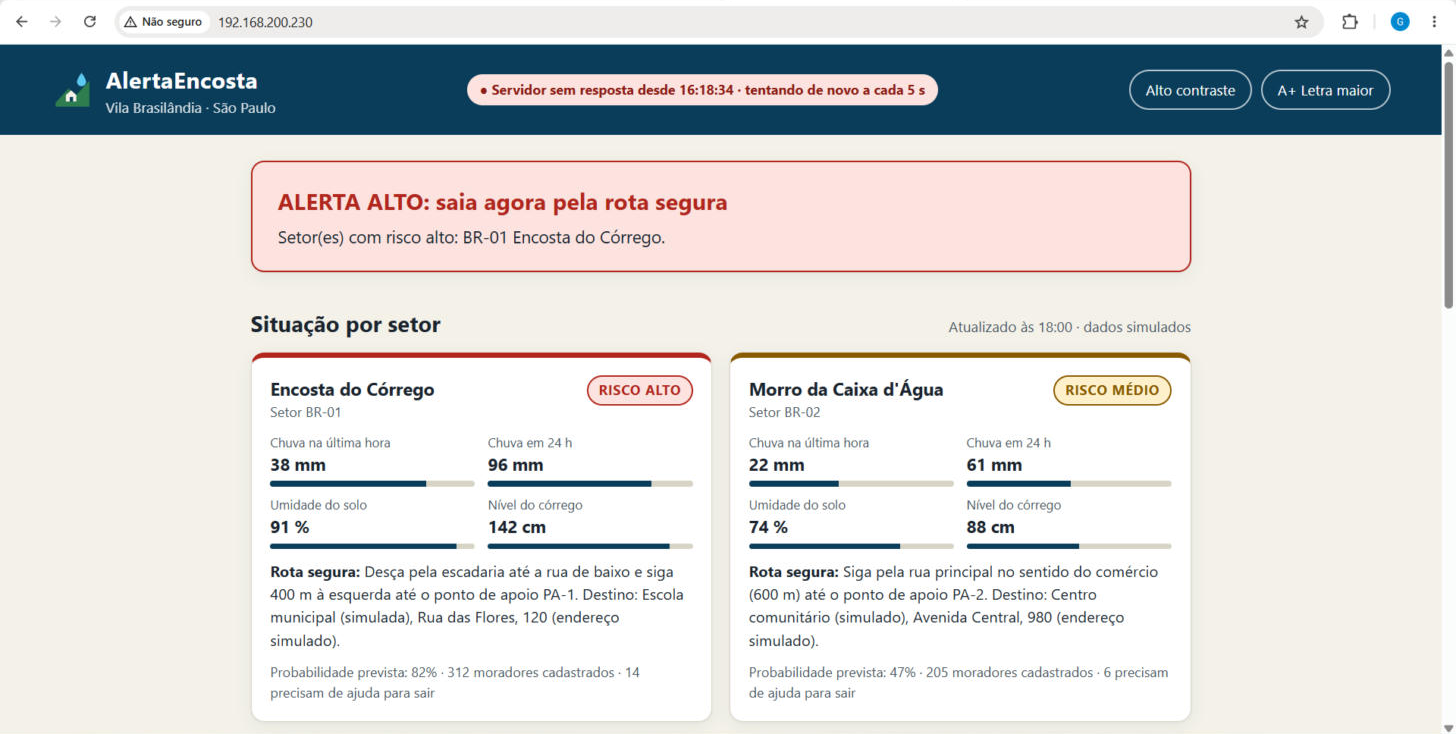 Não seguro 192.168.200.230
G
AlertaEncosta
Vila Brasilândia · São Paulo
● Servidor sem resposta desde 16:18:34 · tentando de novo a cada 5 s
Alto contraste
A+ Letra maior
ALERTA ALTO: saia agora pela rota segura
Setor(es) com risco alto: BR-01 Encosta do Córrego.
Situação por setor
Atualizado às 18:00 · dados simulados
Encosta do Córrego
RISCO ALTO
Setor BR-01
Chuva na última hora
38 mm
Chuva em 24 h
96 mm
Umidade do solo
91 %
Nível do córrego
142 cm
Rota segura: Desça pela escadaria até a rua de baixo e siga
400 m à esquerda até o ponto de apoio PA-1. Destino: Escola
municipal (simulada), Rua das Flores, 120 (endereço
simulado).
Probabilidade prevista: 82% · 312 moradores cadastrados · 14
precisam de ajuda para sair
Morro da Caixa d'Água
RISCO MÉDIO
Setor BR-02
Chuva na última hora
22 mm
Chuva em 24 h
61 mm
Umidade do solo
74 %
Nível do córrego
88 cm
Rota segura: Siga pela rua principal no sentido do comércio
(600 m) até o ponto de apoio PA-2. Destino: Centro
comunitário (simulado), Avenida Central, 980 (endereço
simulado).
Probabilidade prevista: 47% · 205 moradores cadastrados · 6 precisam
de ajuda para sair